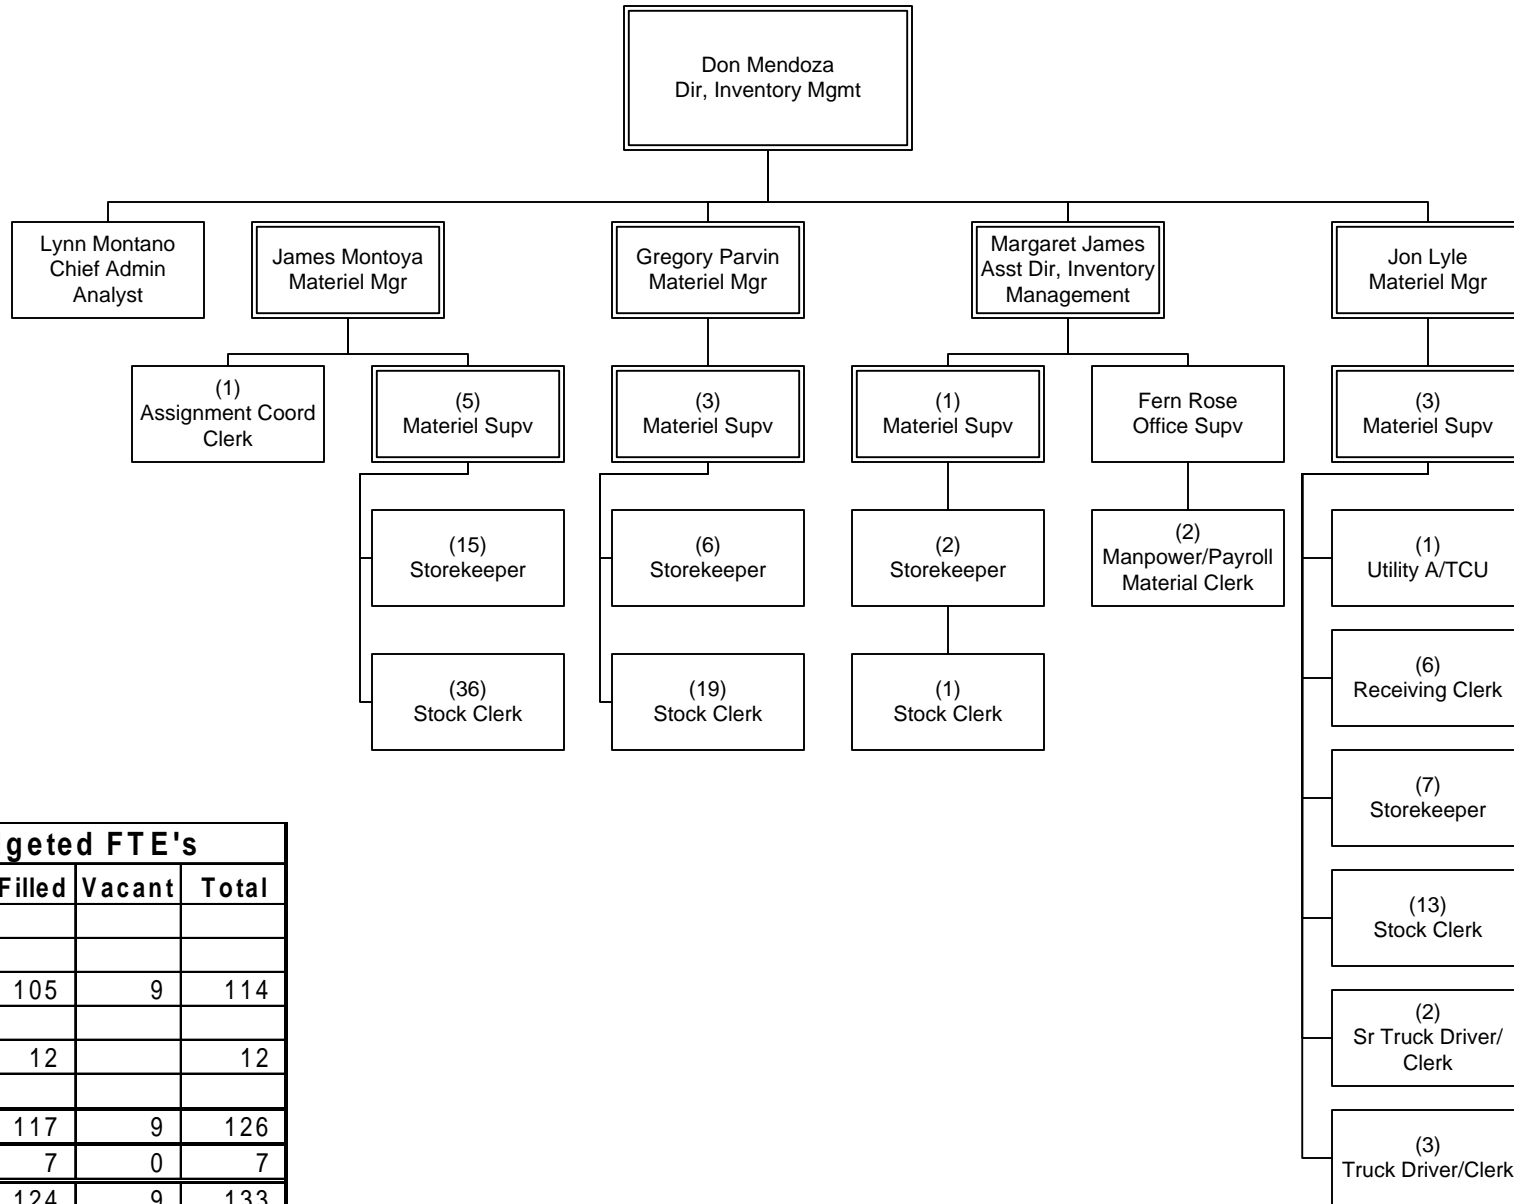 Don Mendoza
Dir, Inventory Mgmt
Lynn Montano
Chief Admin
Analyst
James Montoya
Materiel Mgr
Gregory Parvin
Materiel Mgr
Margaret James
Asst Dir, Inventory
Management
Jon Lyle
Materiel Mgr
(1)
Assignment Coord
Clerk
(5)
Materiel Supv
(3)
Materiel Supv
(1)
Materiel Supv
Fern Rose
Office Supv
(3)
Materiel Supv
(15)
Storekeeper
(6)
Storekeeper
(2)
Storekeeper
(2)
Manpower/Payroll
Material Clerk
(1)
Utility A/TCU
(36)
Stock Clerk
(19)
Stock Clerk
(1)
Stock Clerk
(6)
Receiving Clerk
(7)
Storekeeper
(13)
Stock Clerk
(2)
Sr Truck Driver/
Clerk
(3)
Truck Driver/Clerk
geted FTE's
Filled Vacant Total
105 9 114
12 12
117 9 126
7 0 7
124 9 133